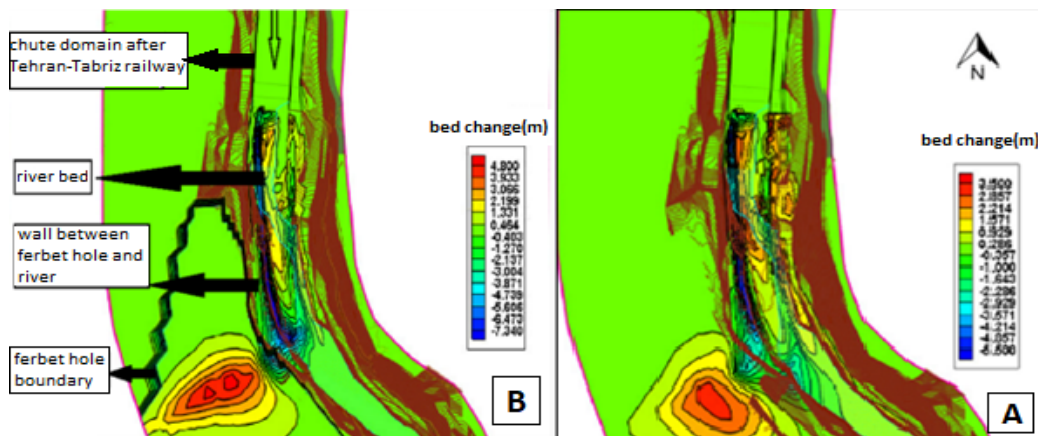 chute domain after
Tehran-Tabriz railway
river bed
wall between
ferbet hole and
river
ferbet hole
boundary
bed change(m)
4.800
3.933
3.066
2.199
1.331
0.464
-0.403
-1.270
-2.137
-3.004
-3.871
-4.739
-5.606
-6.473
-7.340
B
N
bed change(m)
3.500
2.857
2.214
1.571
0.929
0.286
-0.357
-1.000
-1.643
-2.286
-2.929
-3.571
-4.214
-4.857
-5.500
A